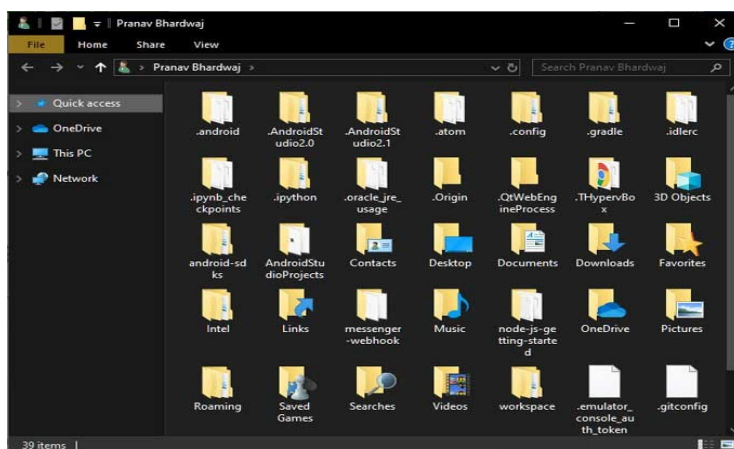 Pranav Bhardwaj
File Home Share View
Pranav Bhardwaj
Search Pranav Bhardwaj
Quick access
OneDrive
This PC
Network
.android .AndroidSt .AndroidSt .atom .config .gradle .idlerc
udio2.0 udio2.1
.ipynb_che .ipython .oracle_jre_ .Origin .QtWebEng .THypervBo 3D Objects
ckpoints usage ineProcess x
android-sd AndroidStu Contacts Desktop Documents Downloads Favorites
ks dioProjects
Intel Links messenger Music node-js-ge OneDrive Pictures
-webhook tting-starte
d
Roaming Saved Searches Videos workspace .emulator_ .gitconfig
Games console_au
th_token
39 items